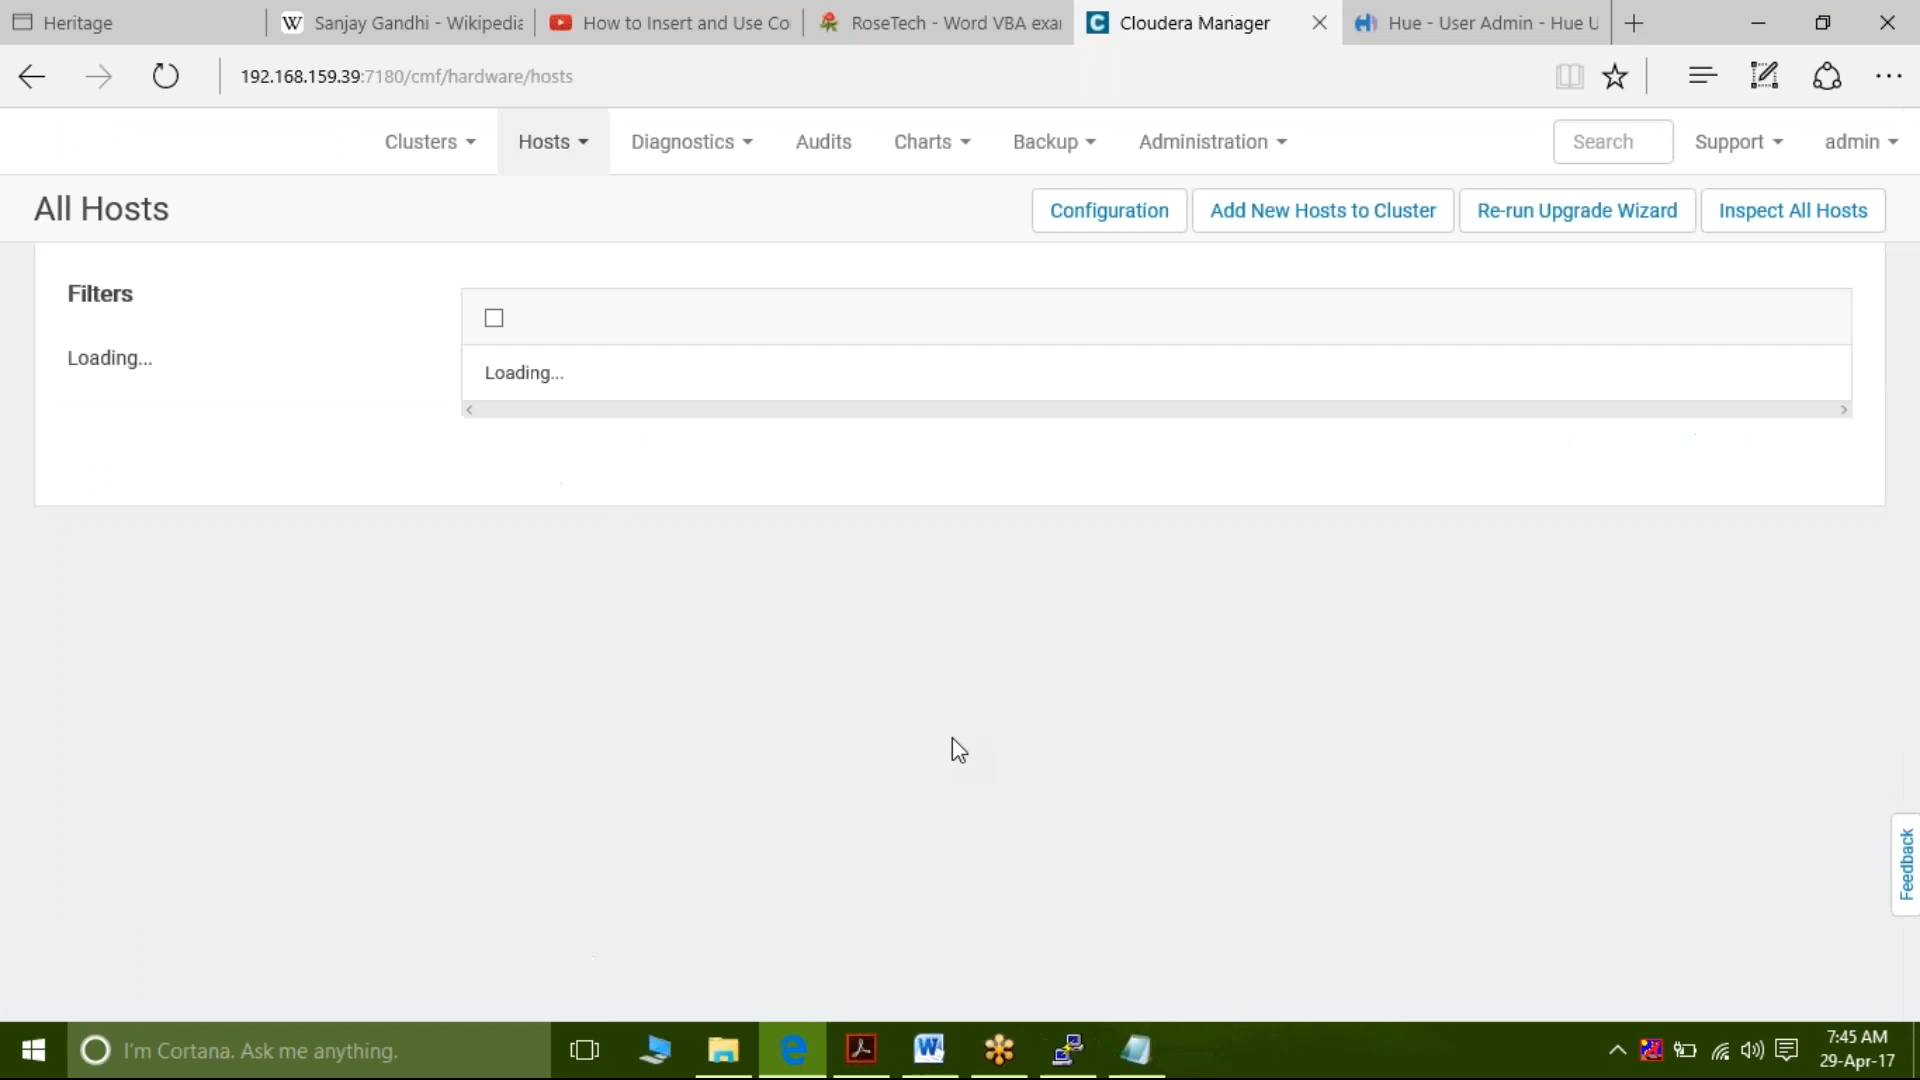 Heritage
Sanjay Gandhi - Wikipedia
How to Insert and Use Co
RoseTech - Word VBA exar
Cloudera Manager
Hue - User Admin - Hue U
192.168.159.39:7180/cmf/hardware/hosts
Clusters
Hosts
Diagnostics
Audits
Charts
Backup
Administration
Search
Support
admin
All Hosts
Configuration
Add New Hosts to Cluster
Re-run Upgrade Wizard
Inspect All Hosts
Filters
Loading...
Loading...
Feedback
I'm Cortana. Ask me anything.
7:45 AM
29-Apr-17